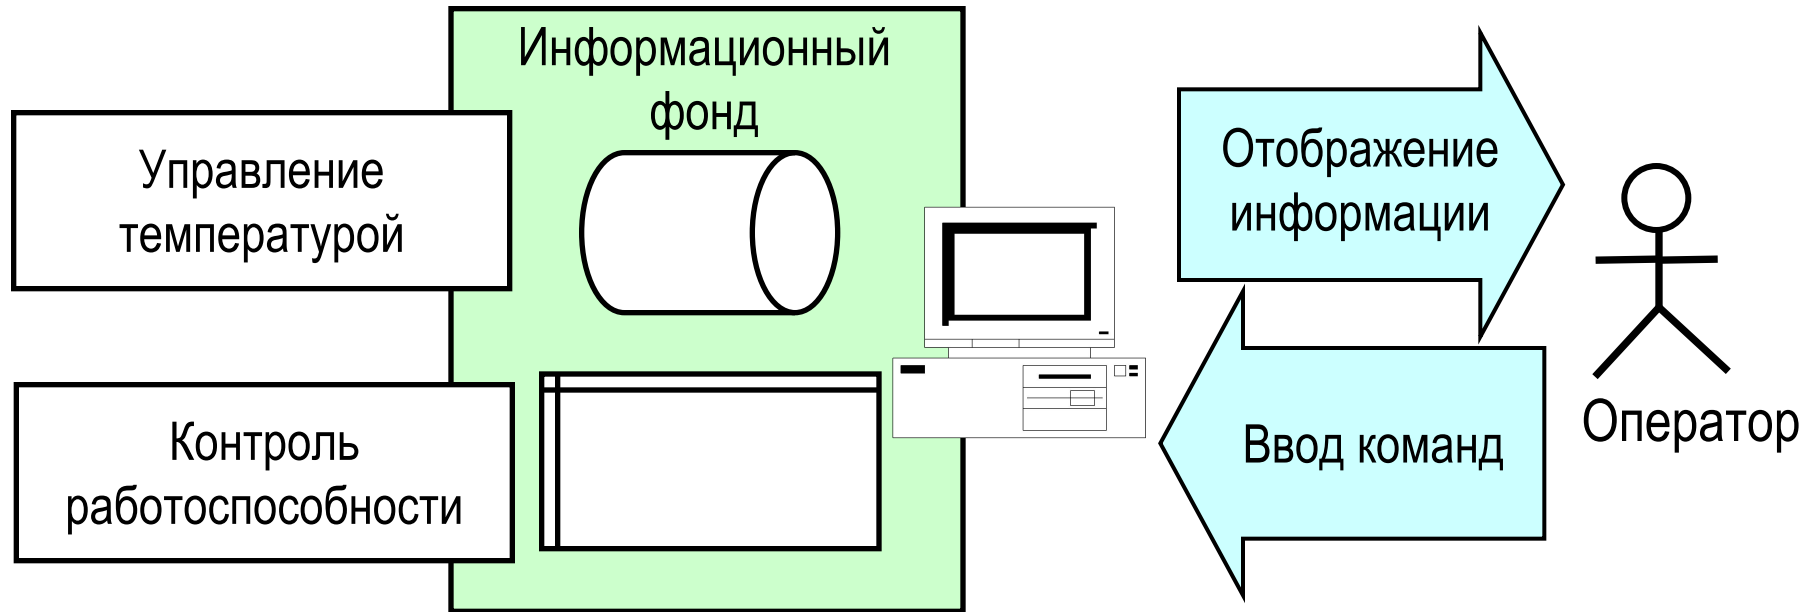 Информационный
фонд
Управление
температурой
Контроль
работоспособности
Отображение
информации
Ввод команд
Оператор